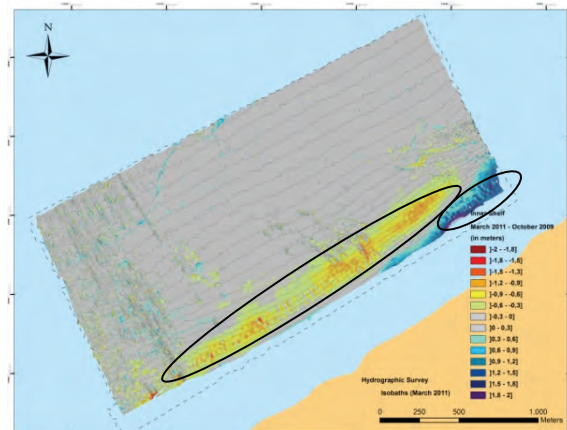 N
Inner Shelf
March 2011 - October 2009
(in meters)
]-2 - -1,8]
]-1,8 - -1,5]
]-1,5 - -1,3]
]-1,2 - -0,9]
]-0,9 - -0,6]
]-0,6 - -0,3]
]-0,3 - 0]
]0 - 0,3]
]0,3 - 0,6]
]0,6 - 0,9]
]0,9 - 1,2]
]1,2 - 1,5]
]1,5 - 1,8]
]1,8 - 2]
Hydrographic Survey
Isobaths (March 2011)
0 250 500 1.000
Meters